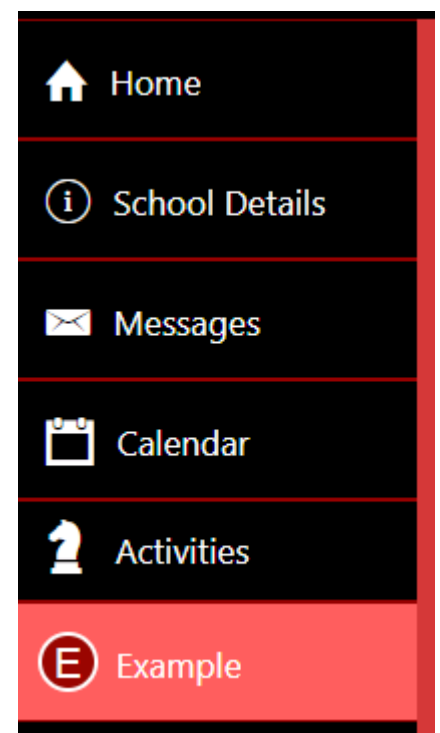 Home
i School Details
Messages
Calendar
Activities
E Example